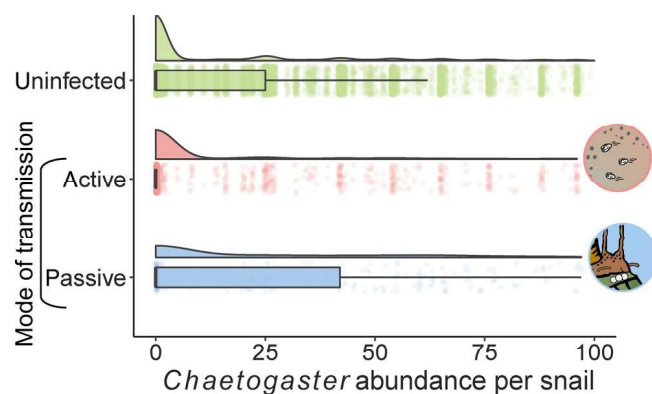 Uninfected
Mode of transmission
Active
Passive
0 25 50 75 100
Chaetogaster abundance per snail